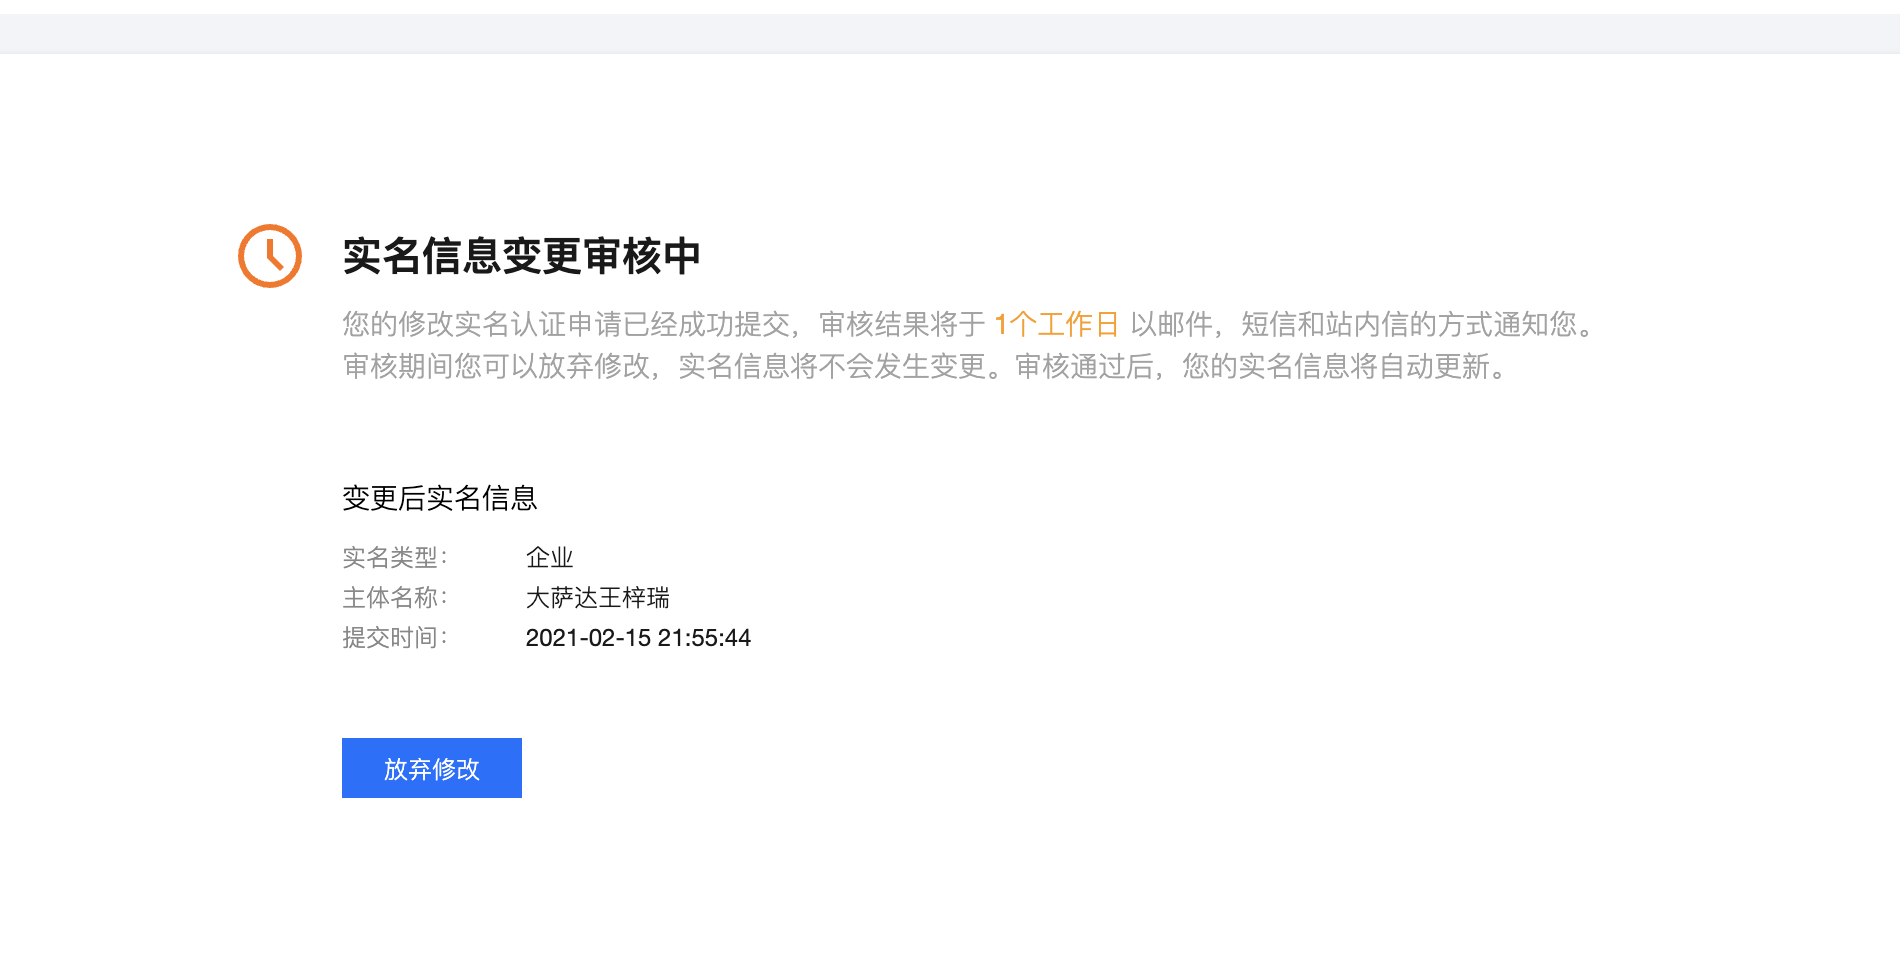 实名信息变更审核中
您的修改实名认证申请已经成功提交，审核结果将于 1个工作日 以邮件，短信和站内信的方式通知您。
审核期间您可以放弃修改，实名信息将不会发生变更。审核通过后，您的实名信息将自动更新。
变更后实名信息
实名类型： 企业
主体名称： 大萨达王梓瑞
提交时间： 2021-02-15 21:55:44
放弃修改